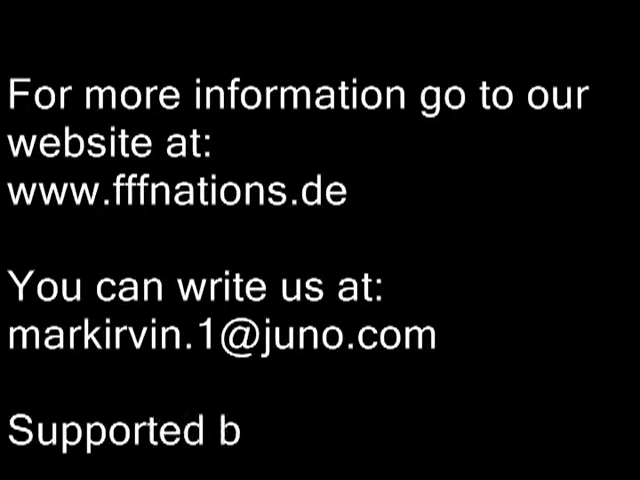 For more information go to our
website at:
www.fffnations.de
You can write us at:
markirvin.1@juno.com
Supported b